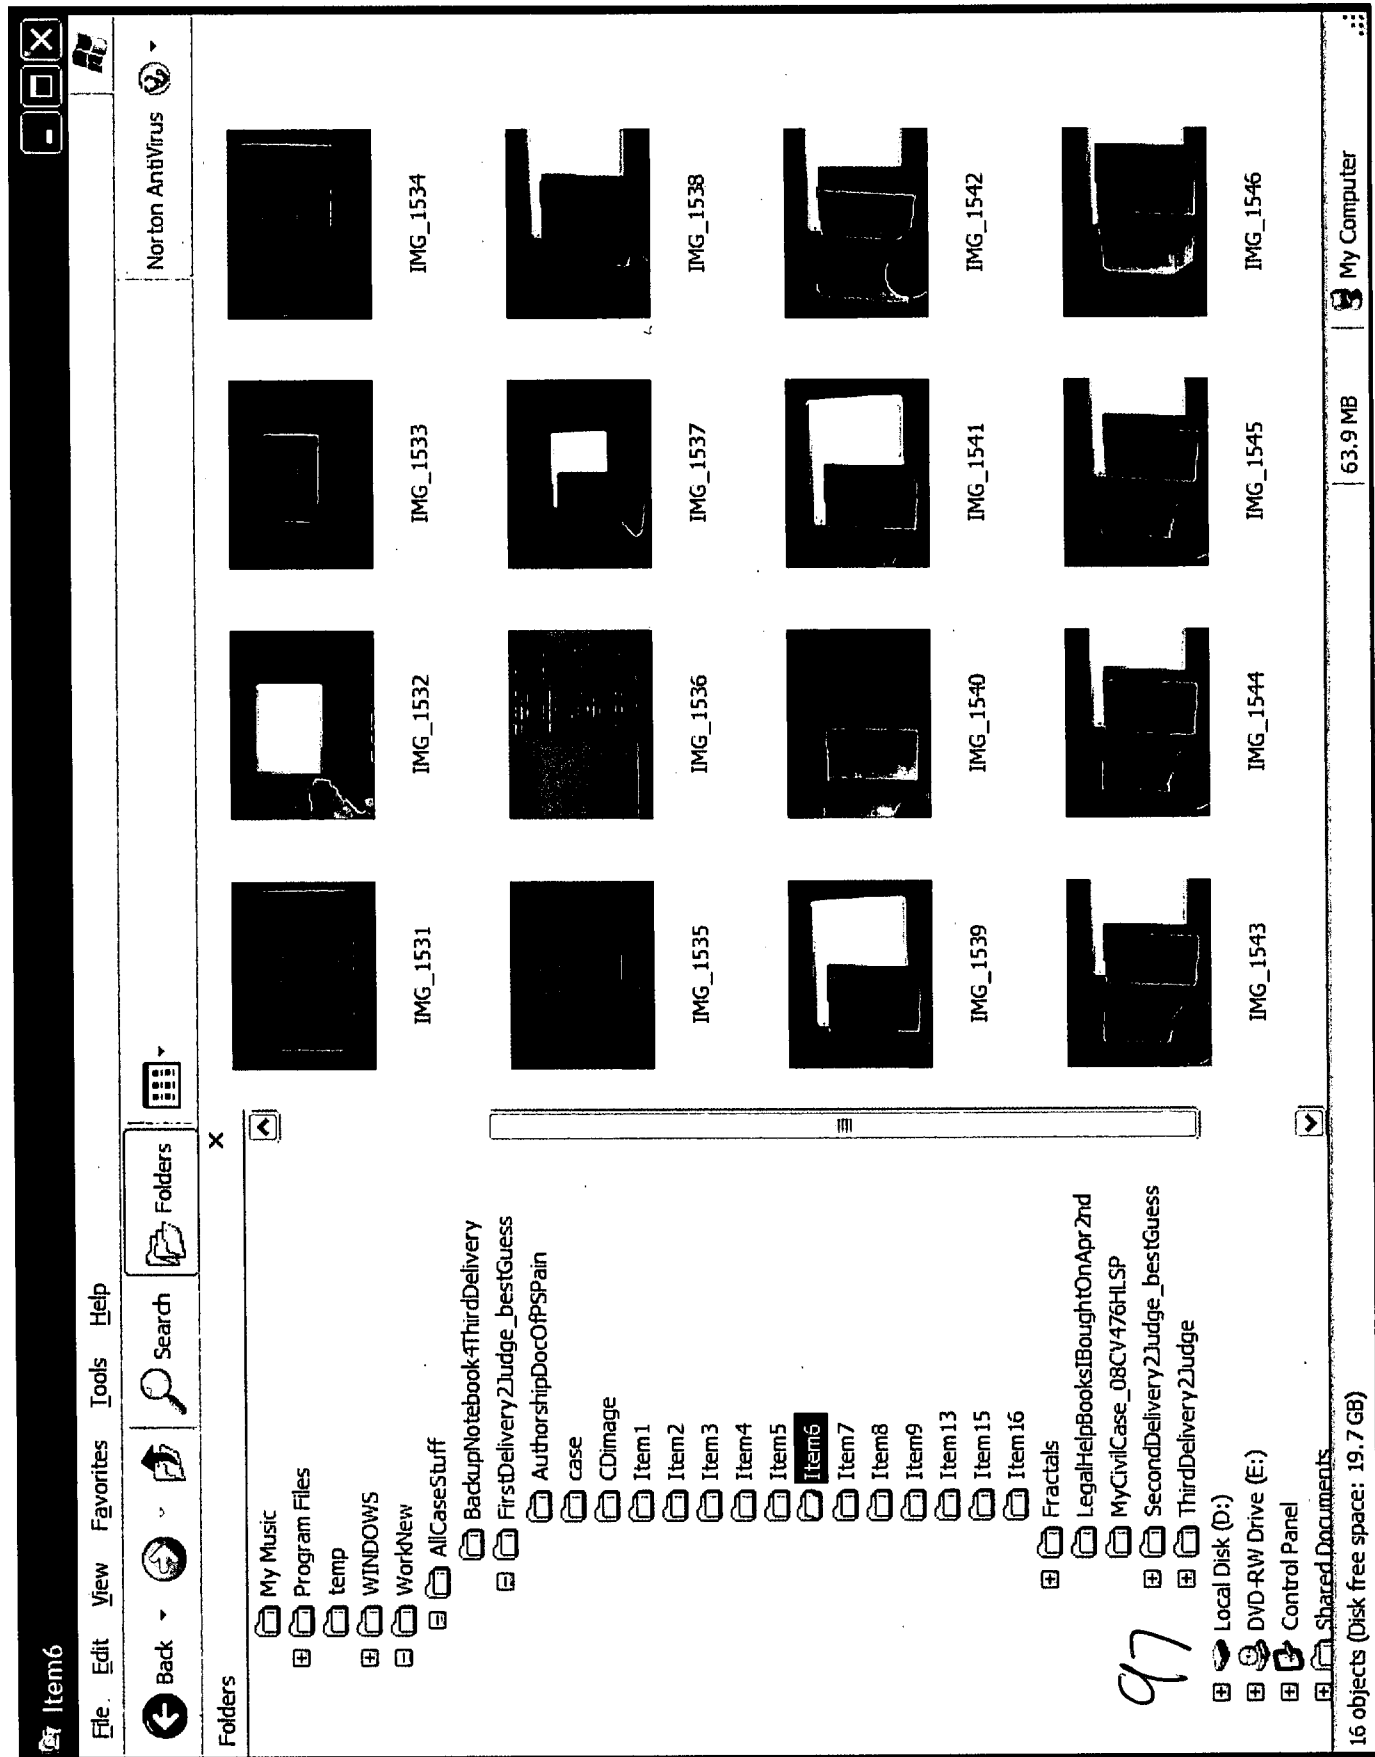 Item6
File Edit View Favorites Tools Help
Back Search Folders Norton AntiVirus
Folders
My Music
Program Files
temp
WINDOWS
WorkNew
AllCaseStuff
BackupNotebook4ThirdDelivery
FirstDelivery2Judge_bestGuess
AuthorshipDocOfPSPain
case
CDimage
Item1
Item2
Item3
Item4
Item5
Item6
Item7
Item8
Item9
Item13
Item15
Item16
Fractals
LegalHelpBooksIBoughtOnApr2nd
MyCivilCase_08CV476HLSP
SecondDelivery2Judge_bestGuess
ThirdDelivery2Judge
Local Disk (D:)
DVD-RW Drive (E:)
Control Panel
Shared Documents
97
IMG_1531 IMG_1532 IMG_1533 IMG_1534
IMG_1535 IMG_1536 IMG_1537 IMG_1538
IMG_1539 IMG_1540 IMG_1541 IMG_1542
IMG_1543 IMG_1544 IMG_1545 IMG_1546
16 objects (Disk free space: 19.7 GB) 63.9 MB My Computer